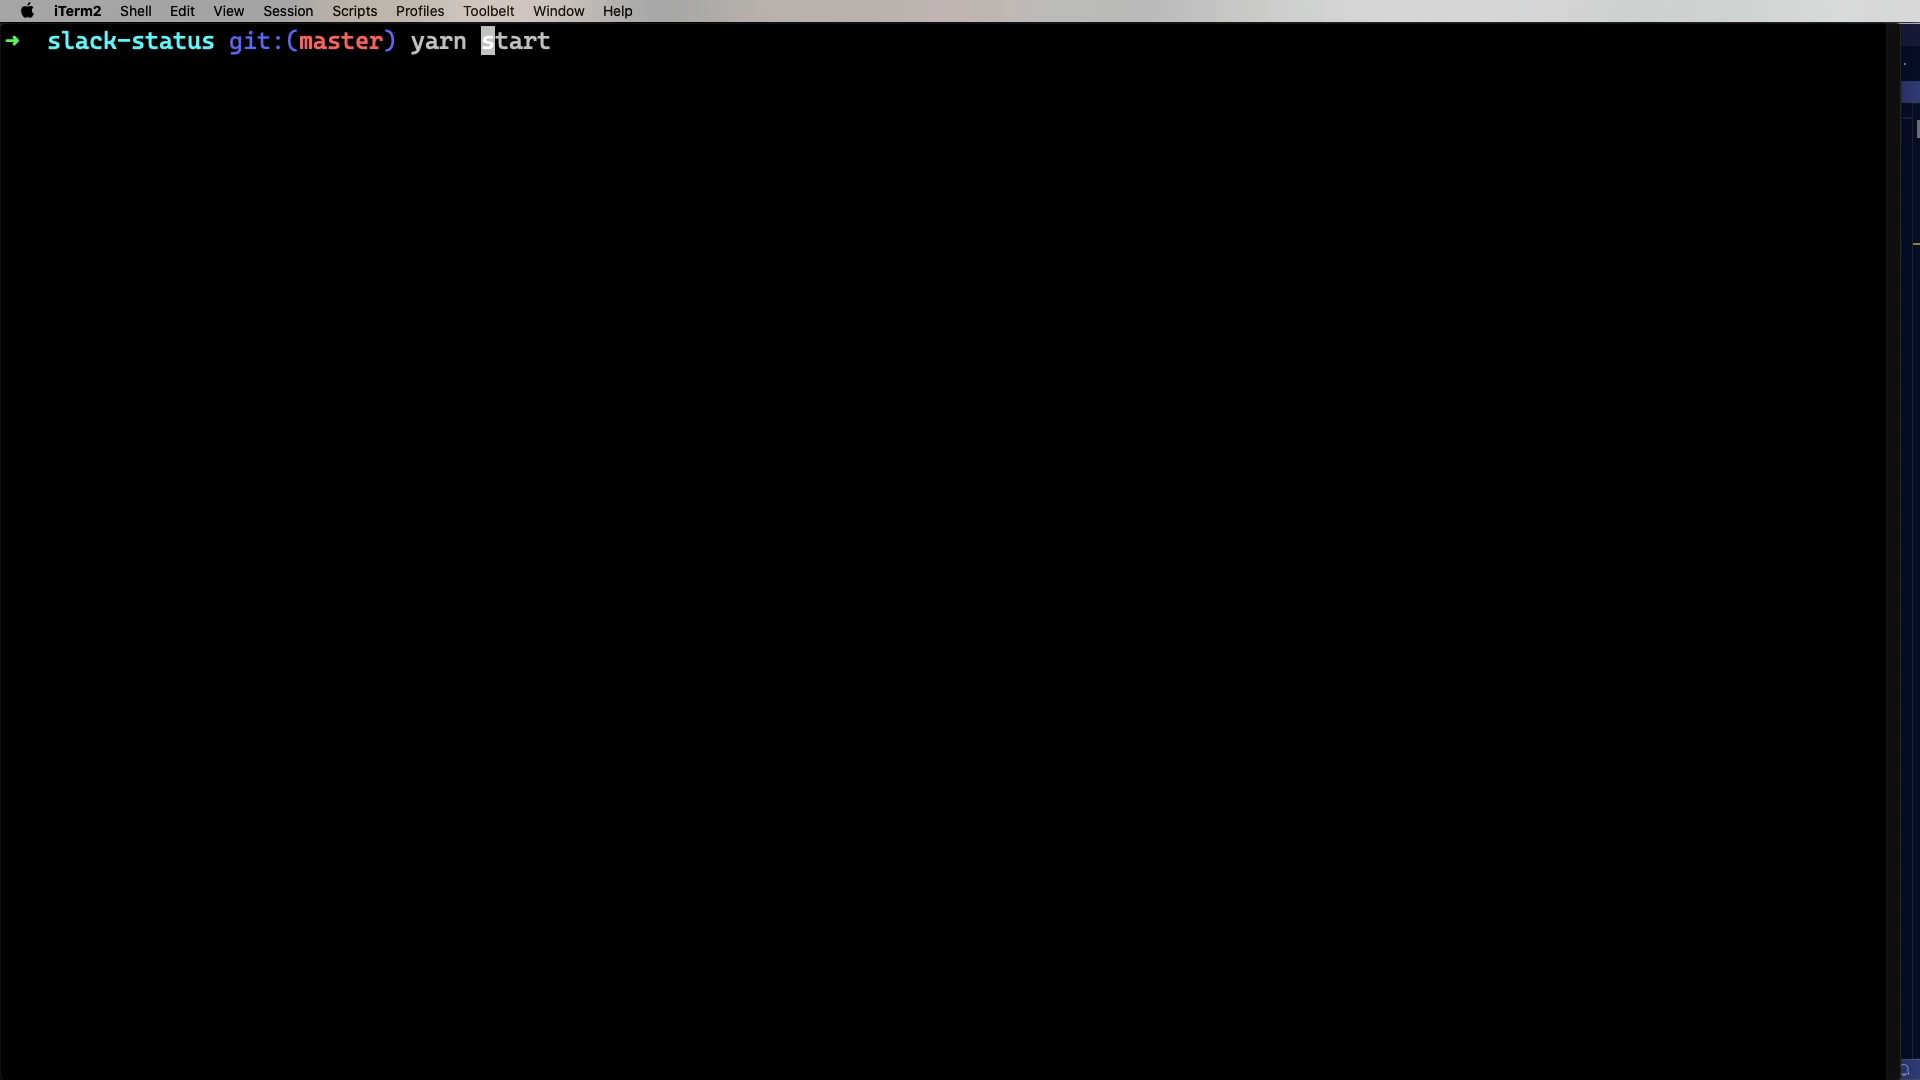 iTerm2 Shell Edit View Session Scripts Profiles Toolbelt Window Help
➜ slack-status git:(master) yarn start